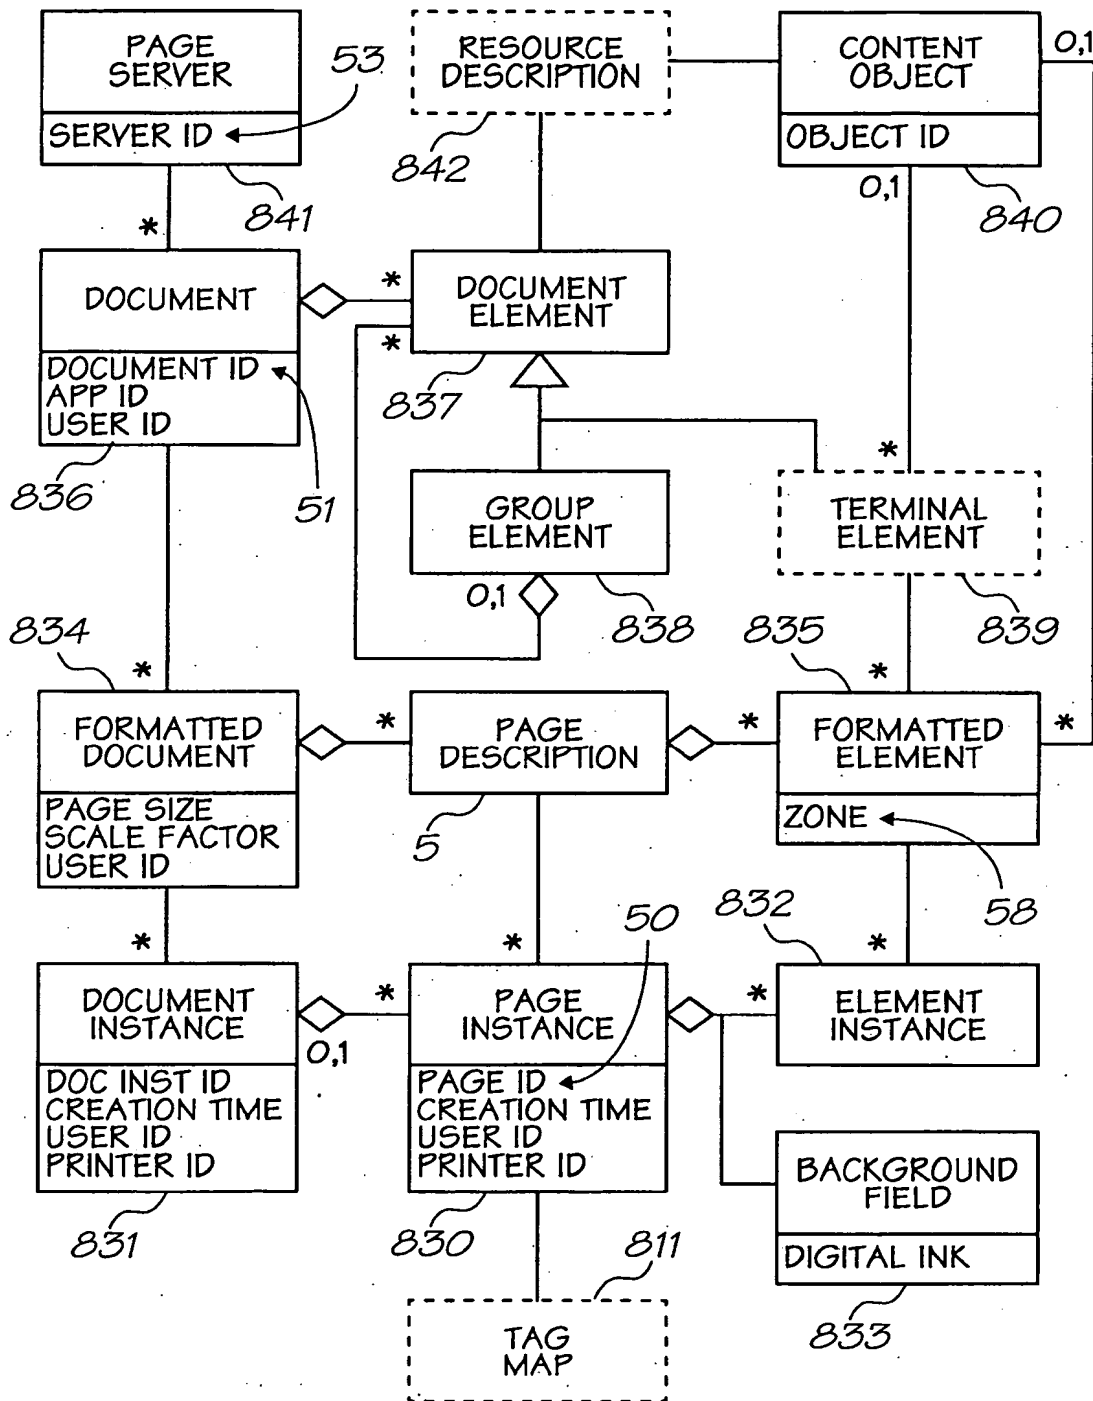 PAGE
SERVER
SERVER ID
53
841
RESOURCE
DESCRIPTION
842
CONTENT
OBJECT
OBJECT ID
0,1
0,1
840
*
DOCUMENT
DOCUMENT ID
APP ID
USER ID
836
51
*
*
DOCUMENT
ELEMENT
837
GROUP
ELEMENT
0,1
838
*
TERMINAL
ELEMENT
839
834
*
FORMATTED
DOCUMENT
PAGE SIZE
SCALE FACTOR
USER ID
*
PAGE
DESCRIPTION
5
835
*
*
*
FORMATTED
ELEMENT
ZONE
58
*
DOCUMENT
INSTANCE
0,1
DOC INST ID
CREATION TIME
USER ID
PRINTER ID
831
*
*
50
PAGE
INSTANCE
PAGE ID
CREATION TIME
USER ID
PRINTER ID
830
832
*
*
ELEMENT
INSTANCE
BACKGROUND
FIELD
DIGITAL INK
833
811
TAG
MAP